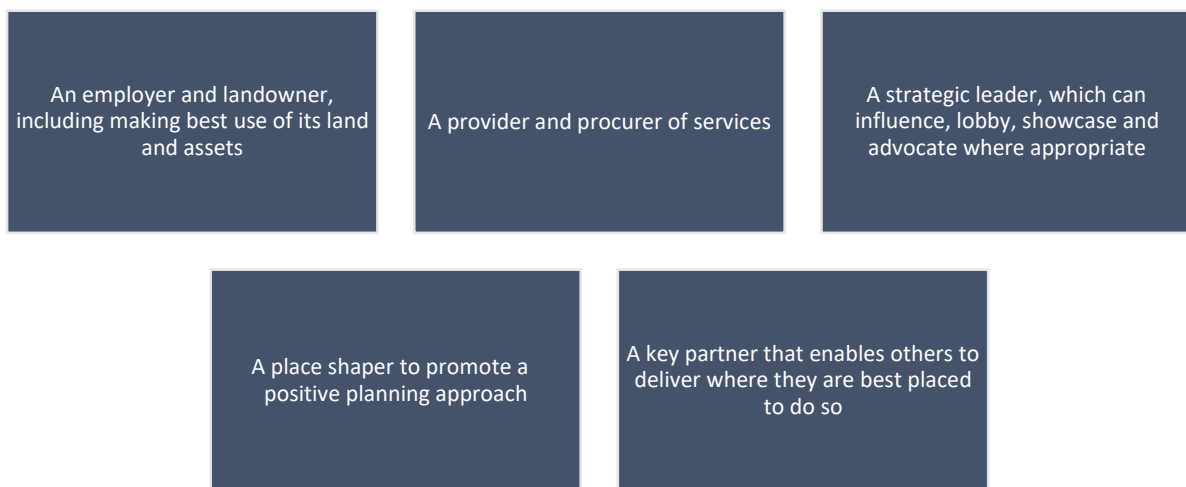 An employer and landowner,
including making best use of its land
and assets
A provider and procurer of services
A strategic leader, which can
influence, lobby, showcase and
advocate where appropriate
A place shaper to promote a
positive planning approach
A key partner that enables others to
deliver where they are best placed
to do so